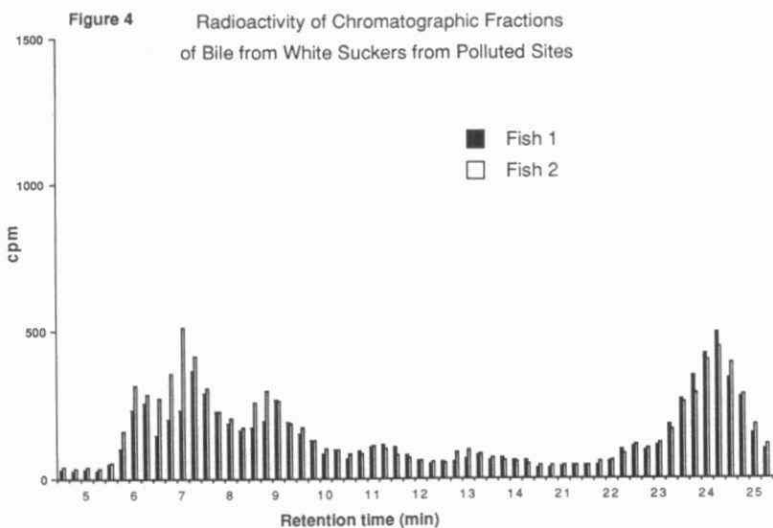 Figure 4
Radioactivity of Chromatographic Fractions
of Bile from White Suckers from Polluted Sites
1500
1000
500
0
cpm
Fish 1
Fish 2
5 6 7 8 9 10 11 12 13 14 21 22 23 24 25
Retention time (min)